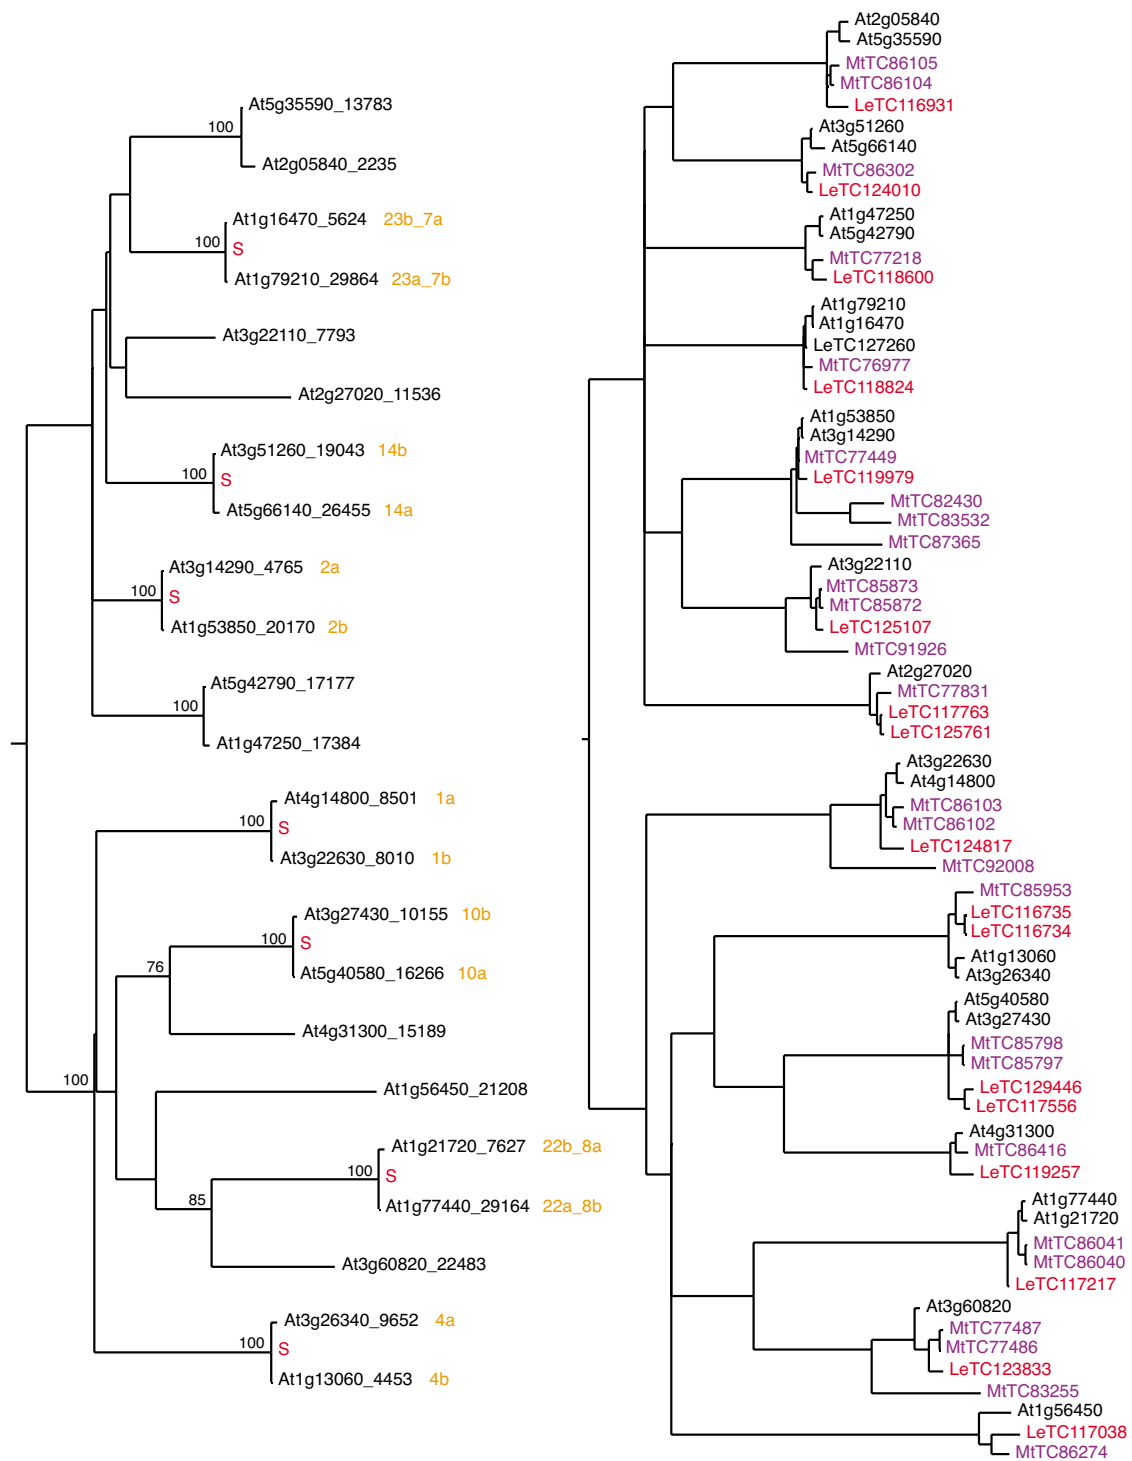 At5g35590_13783
100
At2g05840_2235
At1g16470_5624 23b_7a
100 S
At1g79210_29864 23a_7b
At3g22110_7793
At2g27020_11536
At3g51260_19043 14b
100 S
At5g66140_26455 14a
At3g14290_4765 2a
100 S
At1g53850_20170 2b
At5g42790_17177
100
At1g47250_17384
At4g14800_8501 1a
100 S
At3g22630_8010 1b
At3g27430_10155 10b
100 S
76
At5g40580_16266 10a
At4g31300_15189
100
At1g56450_21208
At1g21720_7627 22b_8a
100 S
85
At1g77440_29164 22a_8b
At3g60820_22483
At3g26340_9652 4a
100 S
At1g13060_4453 4b
At2g05840
At5g35590
MtTC86105
MtTC86104
LeTC116931
At3g51260
At5g66140
MtTC86302
LeTC124010
At1g47250
At5g42790
MtTC77218
LeTC118600
At1g79210
At1g16470
LeTC127260
MtTC76977
LeTC118824
At1g53850
At3g14290
MtTC77449
LeTC119979
MtTC82430
MtTC83532
MtTC87365
At3g22110
MtTC85873
MtTC85872
LeTC125107
MtTC91926
At2g27020
MtTC77831
LeTC117763
LeTC125761
At3g22630
At4g14800
MtTC86103
MtTC86102
LeTC124817
MtTC92008
MtTC85953
LeTC116735
LeTC116734
At1g13060
At3g26340
At5g40580
At3g27430
MtTC85798
MtTC85797
LeTC129446
LeTC117556
At4g31300
MtTC86416
LeTC119257
At1g77440
At1g21720
MtTC86041
MtTC86040
LeTC117217
At3g60820
MtTC77487
MtTC77486
LeTC123833
MtTC83255
At1g56450
LeTC117038
MtTC86274